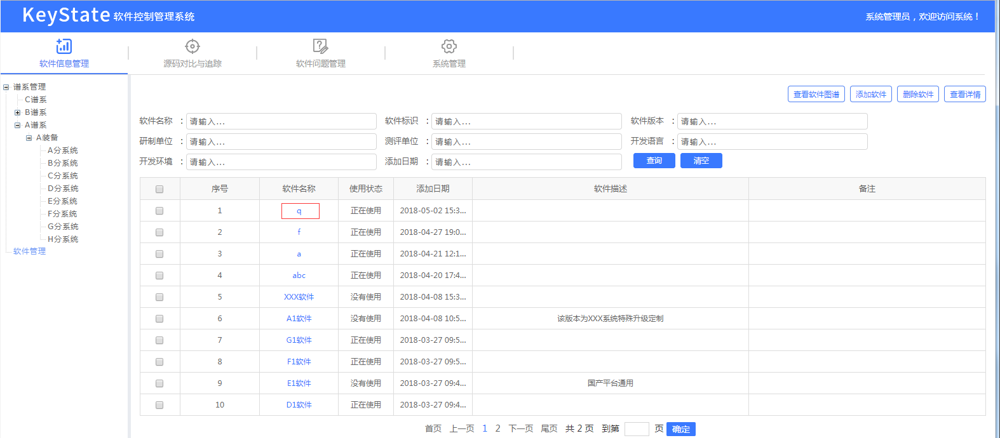 KeyState 软件控制管理系统
系统管理员，欢迎访问系统！
软件信息管理
源码对比与追踪
软件问题管理
系统管理
谱系管理
C谱系
B谱系
A谱系
A装备
A分系统
B分系统
C分系统
D分系统
E分系统
F分系统
G分系统
H分系统
软件管理
查看软件图谱 添加软件 删除软件 查看详情
软件名称 : 请输入... 软件标识 : 请输入... 软件版本 : 请输入...
研制单位 : 请输入... 测评单位 : 请输入... 开发语言 : 请输入...
开发环境 : 请输入... 添加日期 : 请输入... 查询 清空
序号 软件名称 使用状态 添加日期 软件描述 备注
1 q 正在使用 2018-05-02 15:3...
2 f 正在使用 2018-04-27 19:0...
3 a 正在使用 2018-04-21 12:1...
4 abc 正在使用 2018-04-20 17:4...
5 XXX软件 没有使用 2018-04-08 15:3...
6 A1软件 没有使用 2018-04-08 10:5... 该版本为XXX系统特殊升级定制
7 G1软件 正在使用 2018-03-27 09:5...
8 F1软件 正在使用 2018-03-27 09:5...
9 E1软件 没有使用 2018-03-27 09:4... 国产平台通用
10 D1软件 正在使用 2018-03-27 09:4...
首页 上一页 1 2 下一页 尾页 共 2 页 到第 页 确定